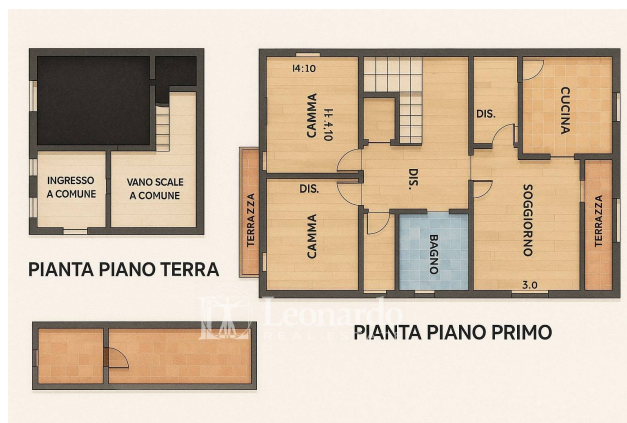 INGRESSO
A COMUNE
VANO SCALE
A COMUNE
PIANTA PIANO TERRA
I4:10
CAMMA
H:4.10
DIS.
CUCINA
DIS.
DIS.
CAMMA
TERRAZZA
BAGNO
SOGGIORNO
3.0
TERRAZZA
Leonardo
PIANTA PIANO PRIMO